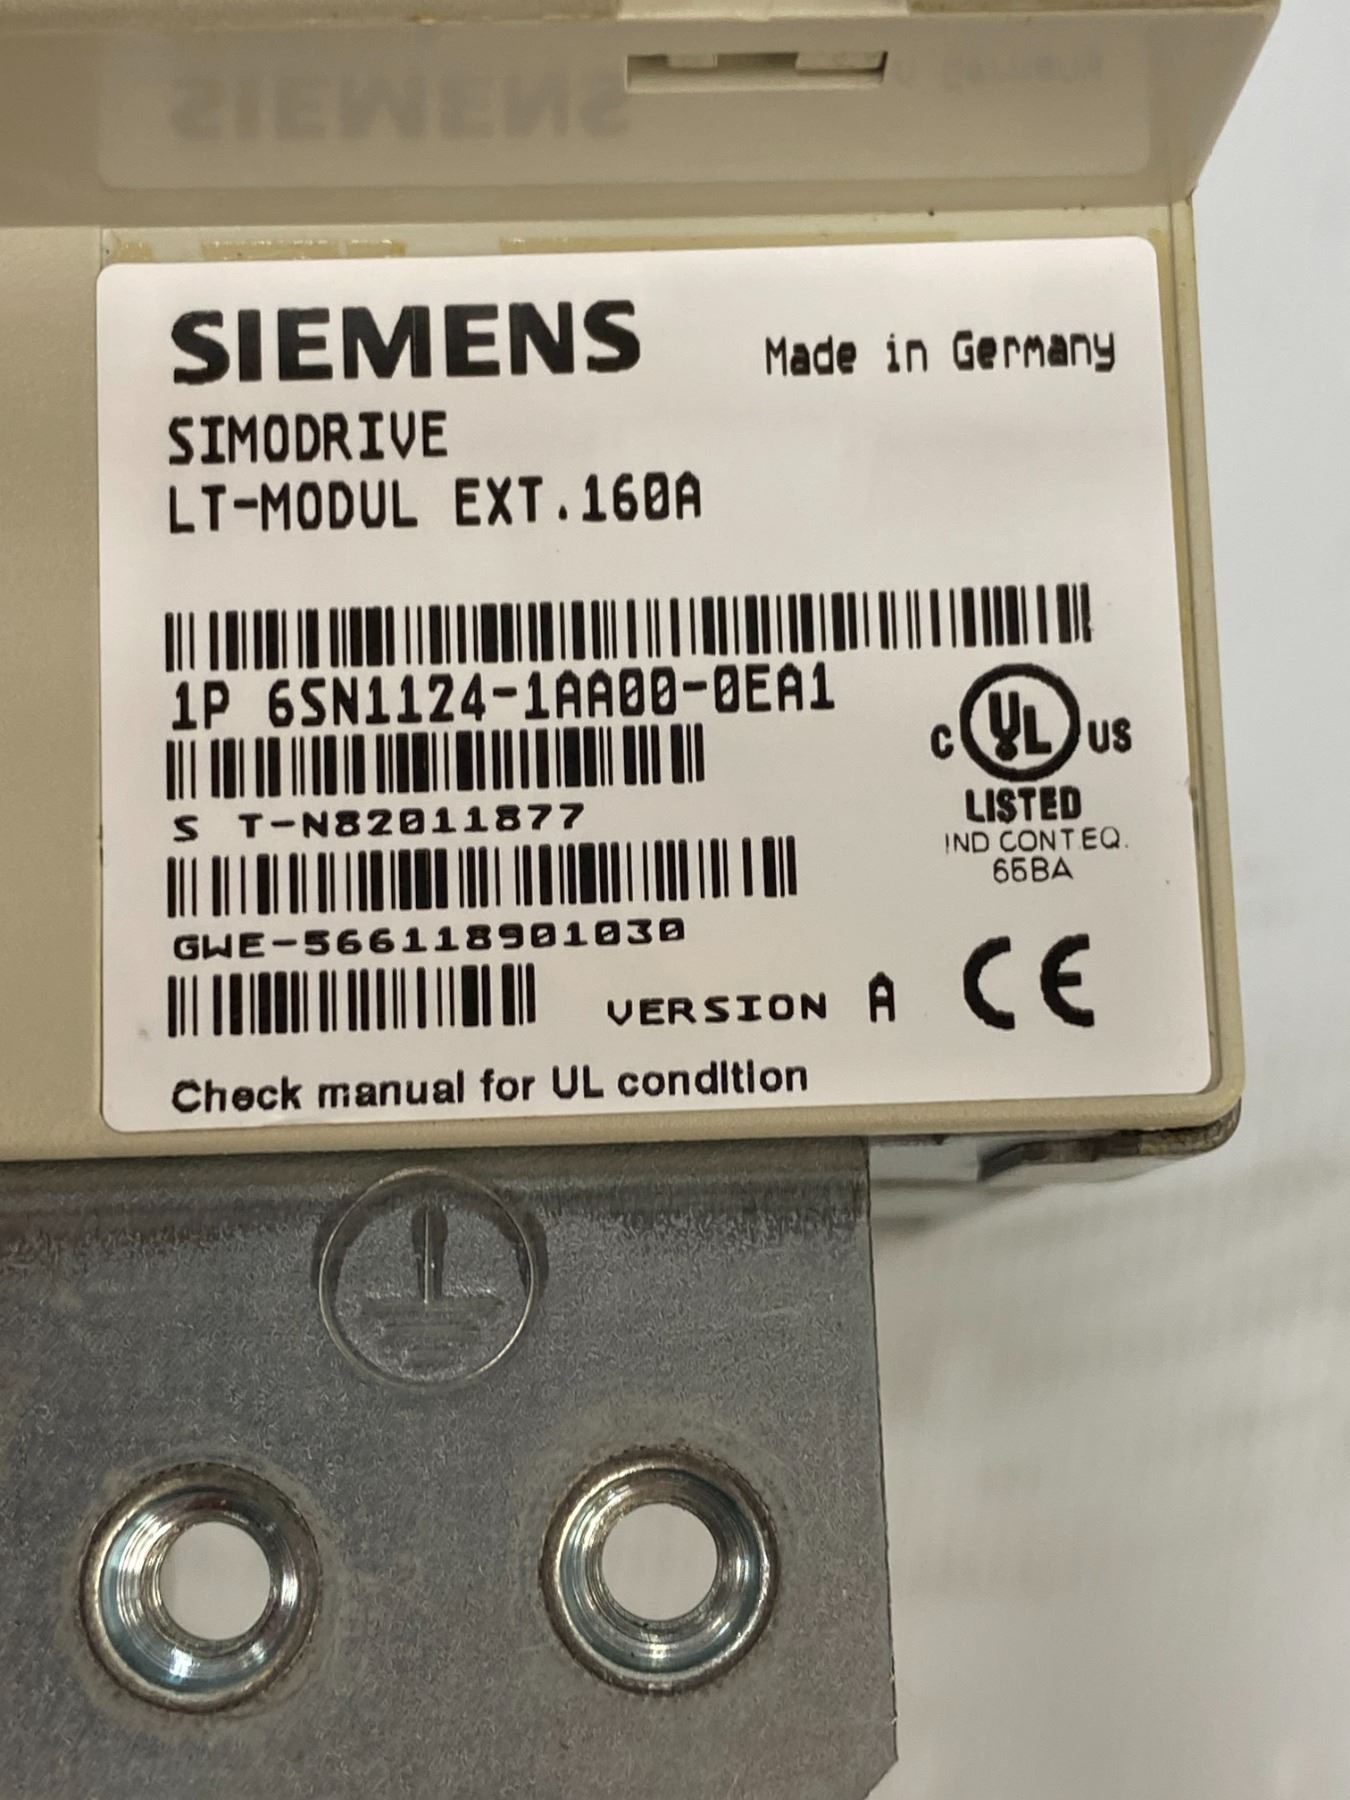 SIEMENS
Made in Germany
SIMODRIVE
LT-MODUL EXT.160A
1P 6SN1124-1AA00-0EA1
S T-N82011877
C UL US
LISTED
IND CONT.EQ.
65BA
GWE-566118901030
VERSION A CE
Check manual for UL condition